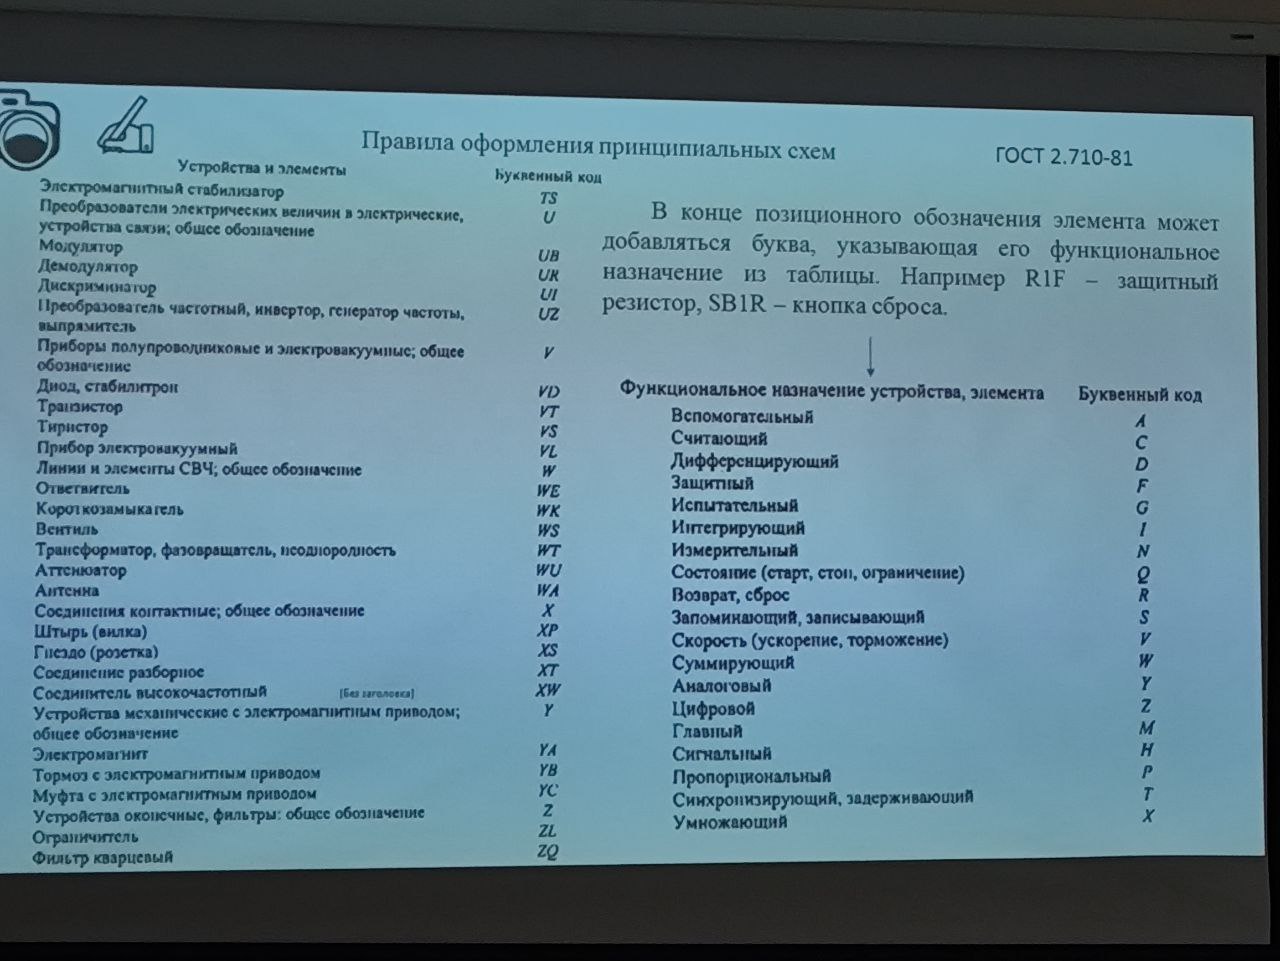 Правила оформления принципиальных схем
ГОСТ 2.710-81
Устройства и элементы
Буквенный код
Электромагнитный стабилизатор TS
Преобразователи электрических величин в электрические, U
устройства связи; общее обозначение
Модулятор UB
Демодулятор UR
Дискриминатор UI
Преобразователь частотный, инвертор, генератор частоты, UZ
выпрямитель
Приборы полупроводниковые и электровакуумные; общее V
обозначение
Диод, стабилитрон VD
Транзистор VT
Тиристор VS
Прибор электровакуумный VL
Линии и элементы СВЧ; общее обозначение W
Ответвитель WE
Короткозамыкатель WK
Вентиль WS
Трансформатор, фазовращатель, неоднородность WT
Аттенюатор WU
Антенна WA
Соединения контактные; общее обозначение X
Штырь (вилка) XP
Гнездо (розетка) XS
Соединение разборное XT
Соединитель высокочастотный [Без заголовка] XW
Устройства механические с электромагнитным приводом; Y
общее обозначение
Электромагнит YA
Тормоз с электромагнитным приводом YB
Муфта с электромагнитным приводом YC
Устройства оконечные, фильтры: общее обозначение Z
Ограничитель ZL
Фильтр кварцевый ZQ
В конце позиционного обозначения элемента может
добавляться буква, указывающая его функциональное
назначение из таблицы. Например R1F – защитный
резистор, SB1R – кнопка сброса.
Функциональное назначение устройства, элемента Буквенный код
Вспомогательный A
Считающий C
Дифференцирующий D
Защитный F
Испытательный G
Интегрирующий I
Измерительный N
Состояние (старт, стоп, ограничение) Q
Возврат, сброс R
Запоминающий, записывающий S
Скорость (ускорение, торможение) V
Суммирующий W
Аналоговый Y
Цифровой Z
Главный M
Сигнальный H
Пропорциональный P
Синхронизирующий, задерживающий T
Умножающий X